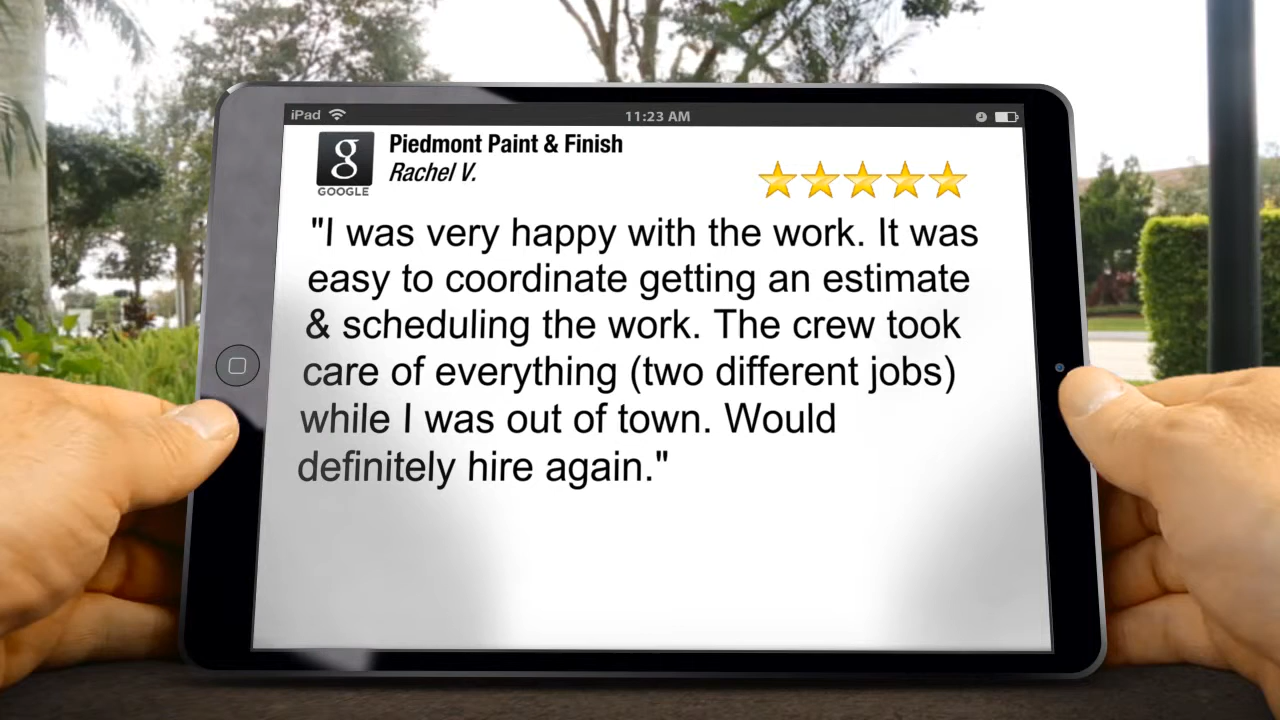 iPad 11:23 AM
g
GOOGLE
Piedmont Paint & Finish
Rachel V.
"I was very happy with the work. It was
easy to coordinate getting an estimate
& scheduling the work. The crew took
care of everything (two different jobs)
while I was out of town. Would
definitely hire again."